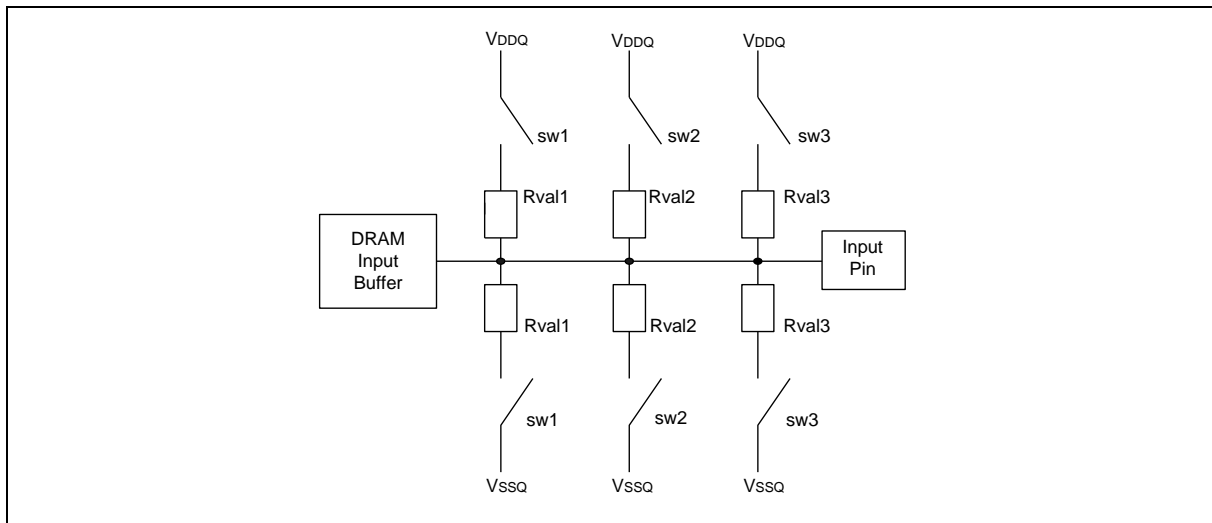 VDDQ VDDQ VDDQ
sw1 sw2 sw3
Rval1 Rval2 Rval3
DRAM
Input
Buffer
Input
Pin
Rval1 Rval2 Rval3
sw1 sw2 sw3
VSSQ VSSQ VSSQ